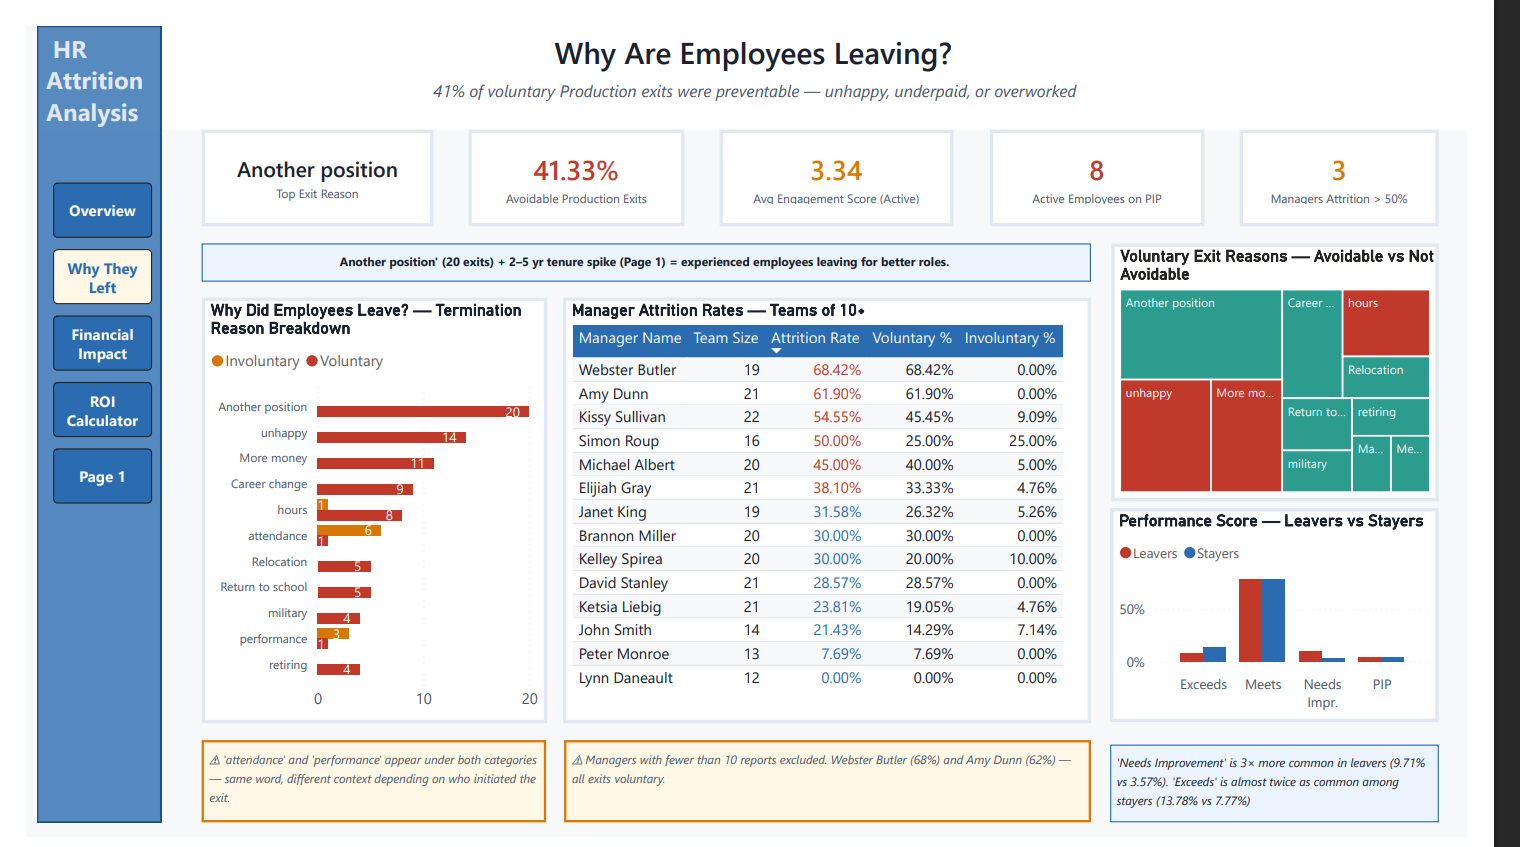 HR
Attrition
Analysis
Overview
Why They
Left
Financial
Impact
ROI
Calculator
Page 1
Why Are Employees Leaving?
41% of voluntary Production exits were preventable — unhappy, underpaid, or overworked
Another position
Top Exit Reason
41.33%
Avoidable Production Exits
3.34
Avg Engagement Score (Active)
8
Active Employees on PIP
3
Managers Attrition > 50%
Another position' (20 exits) + 2–5 yr tenure spike (Page 1) = experienced employees leaving for better roles.
Why Did Employees Leave? — Termination
Reason Breakdown
Involuntary Voluntary
Another position 20
unhappy 14
More money 11
Career change 9
hours 1 8
attendance 6 1
Relocation 5
Return to school 5
military 4
performance 3 1
retiring 4
0 10 20
⚠ 'attendance' and 'performance' appear under both categories
— same word, different context depending on who initiated the
exit.
Manager Attrition Rates — Teams of 10+
Manager Name Team Size Attrition Rate Voluntary % Involuntary %
Webster Butler 19 68.42% 68.42% 0.00%
Amy Dunn 21 61.90% 61.90% 0.00%
Kissy Sullivan 22 54.55% 45.45% 9.09%
Simon Roup 16 50.00% 25.00% 25.00%
Michael Albert 20 45.00% 40.00% 5.00%
Elijiah Gray 21 38.10% 33.33% 4.76%
Janet King 19 31.58% 26.32% 5.26%
Brannon Miller 20 30.00% 30.00% 0.00%
Kelley Spirea 20 30.00% 20.00% 10.00%
David Stanley 21 28.57% 28.57% 0.00%
Ketsia Liebig 21 23.81% 19.05% 4.76%
John Smith 14 21.43% 14.29% 7.14%
Peter Monroe 13 7.69% 7.69% 0.00%
Lynn Daneault 12 0.00% 0.00% 0.00%
⚠ Managers with fewer than 10 reports excluded. Webster Butler (68%) and Amy Dunn (62%) —
all exits voluntary.
Voluntary Exit Reasons — Avoidable vs Not
Avoidable
Another position
Career ...
hours
Relocation
unhappy
More mo...
Return to...
retiring
military
Ma...
Me...
Performance Score — Leavers vs Stayers
Leavers Stayers
50%
0%
Exceeds Meets Needs PIP
Impr.
'Needs Improvement' is 3× more common in leavers (9.71%
vs 3.57%). 'Exceeds' is almost twice as common among
stayers (13.78% vs 7.77%)